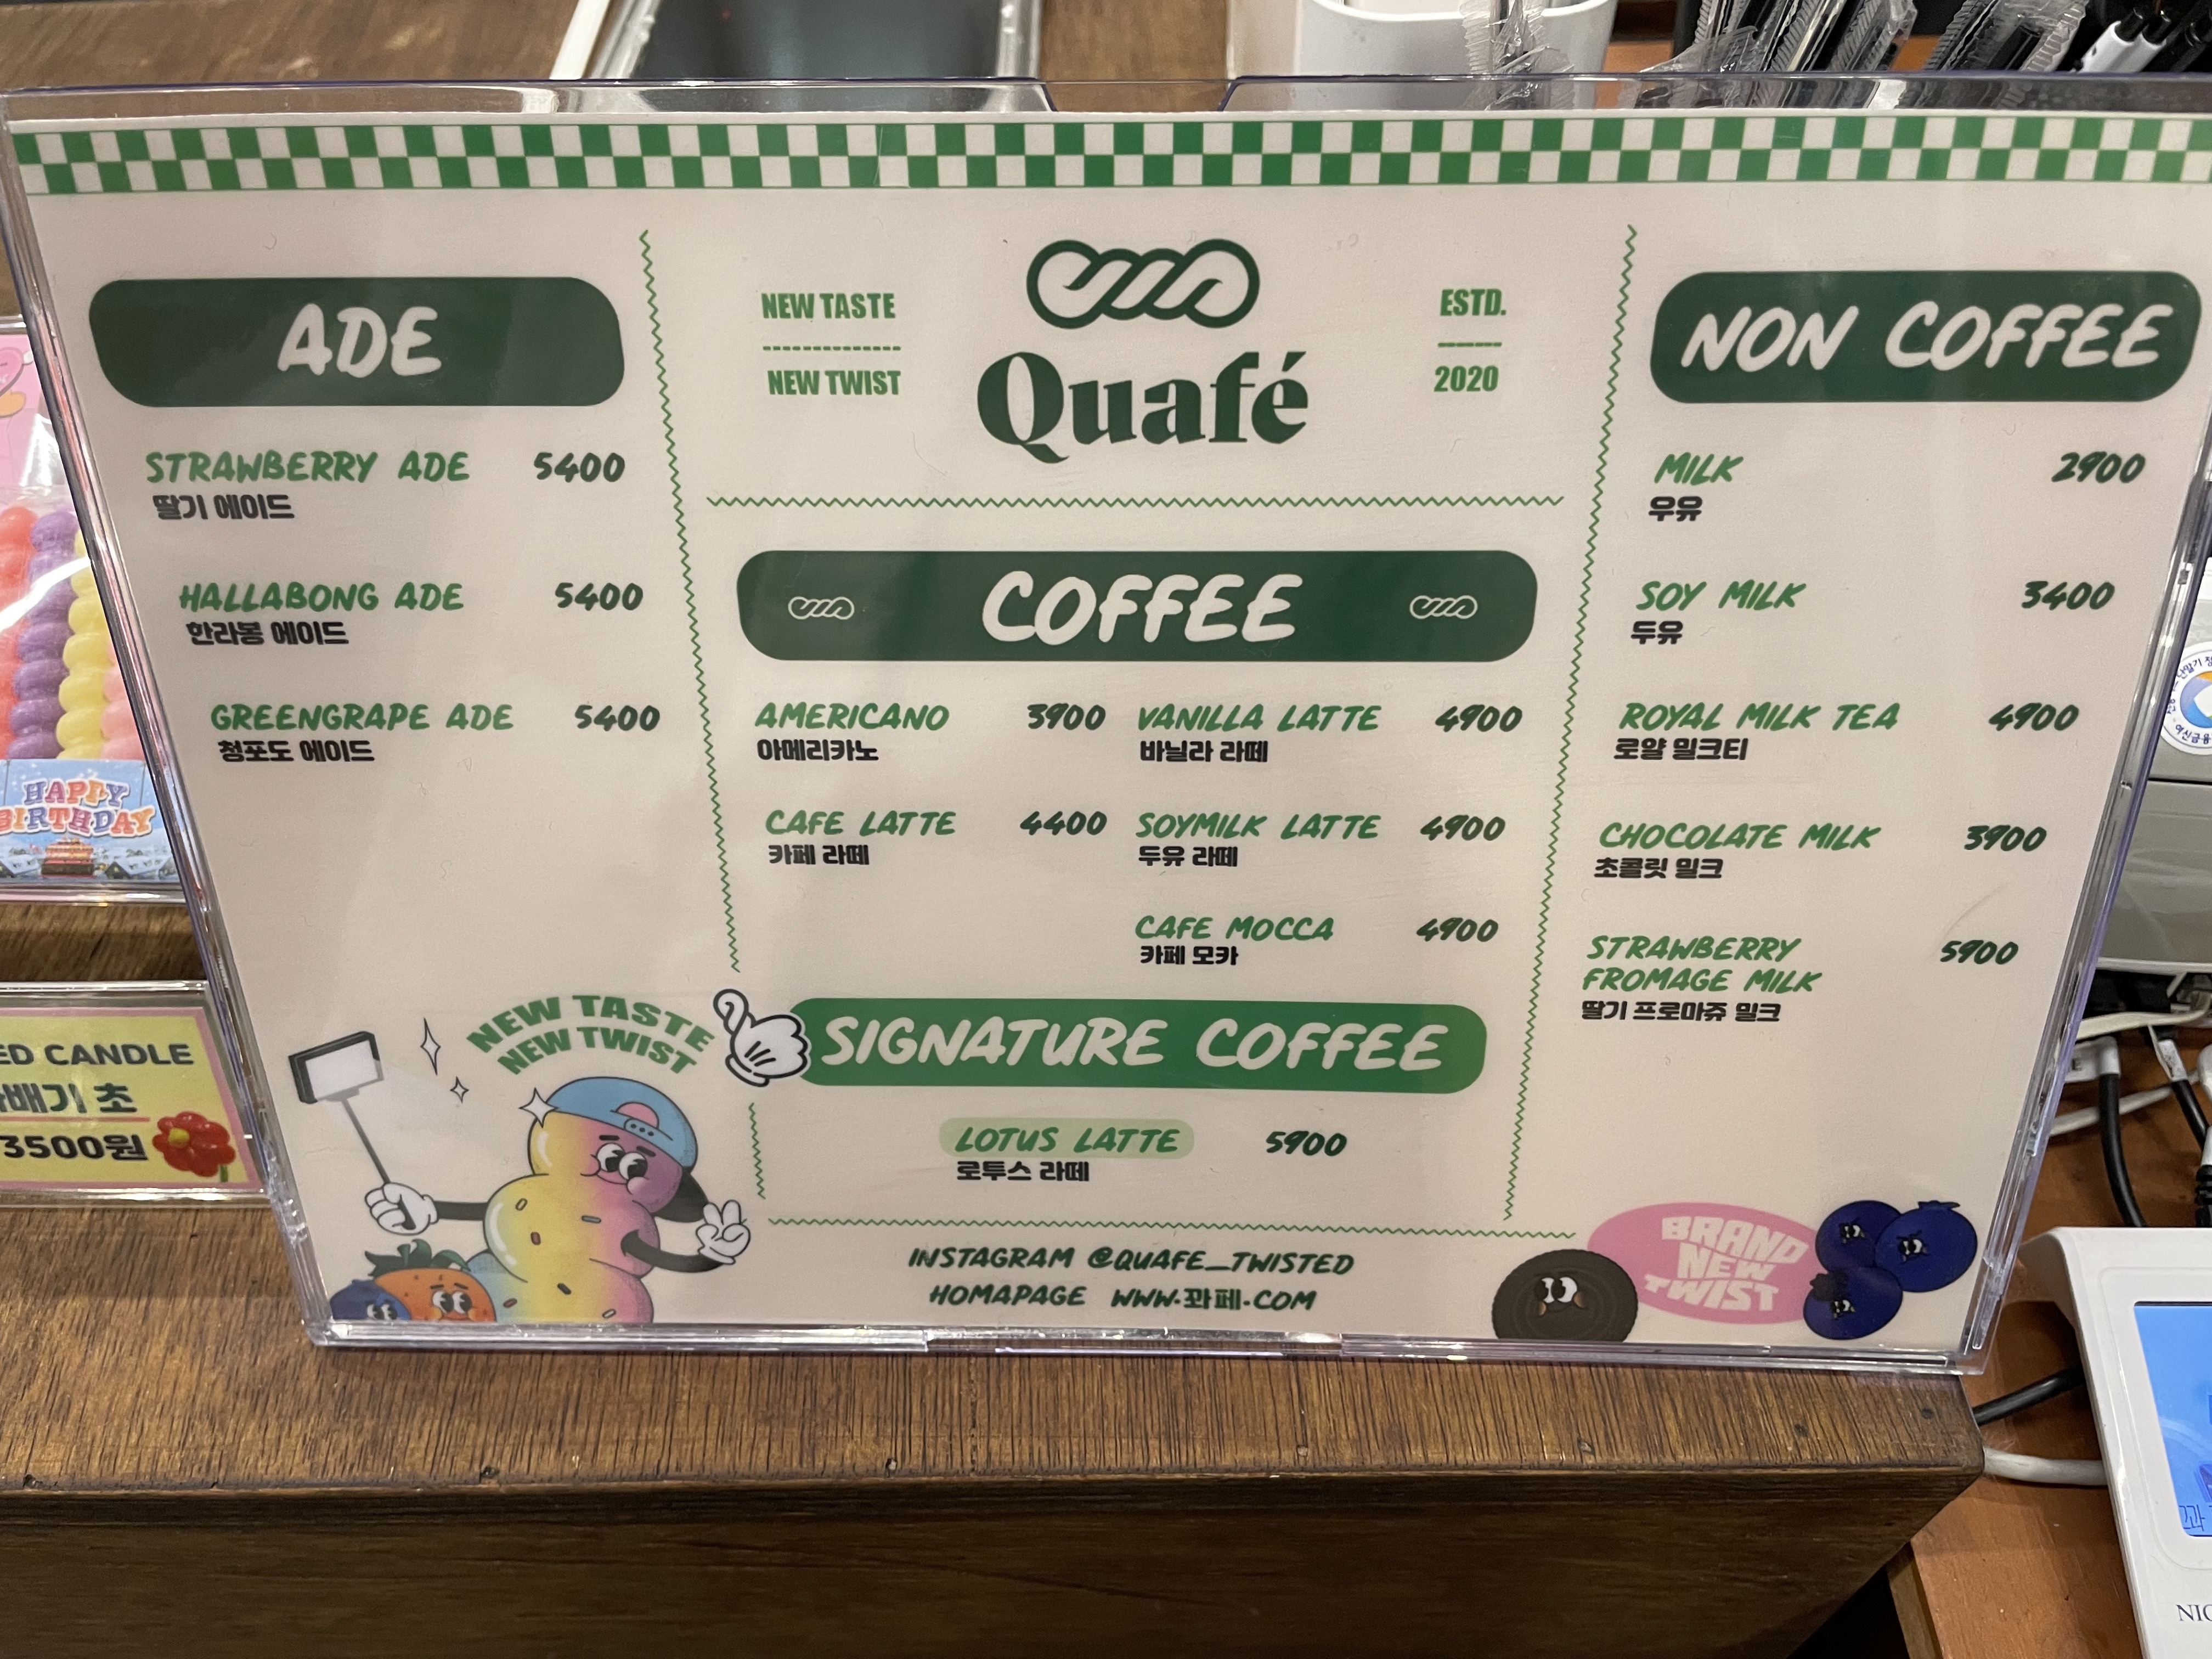 ADE
STRAWBERRY ADE 5400
딸기 에이드
HALLABONG ADE 5400
한라봉 에이드
GREENGRAPE ADE 5400
청포도 에이드
NEW TASTE
NEW TWIST
Quafé
ESTD.
2020
COFFEE
AMERICANO 3900
아메리카노
CAFE LATTE 4400
카페 라떼
VANILLA LATTE 4900
바닐라 라떼
SOYMILK LATTE 4900
두유 라떼
CAFE MOCCA 4900
카페 모카
SIGNATURE COFFEE
LOTUS LATTE 5900
로투스 라떼
INSTAGRAM @QUAFE_TWISTED
HOMAPAGE WWW.꽈페.COM
NON COFFEE
MILK 2900
우유
SOY MILK 3400
두유
ROYAL MILK TEA 4900
로얄 밀크티
CHOCOLATE MILK 3900
초콜릿 밀크
STRAWBERRY
FROMAGE MILK 5900
딸기 프로마쥬 밀크
NEW TASTE
NEW TWIST
BRAND
NEW
TWIST
HAPPY
BIRTHDAY
ED CANDLE
배기 초
3500원